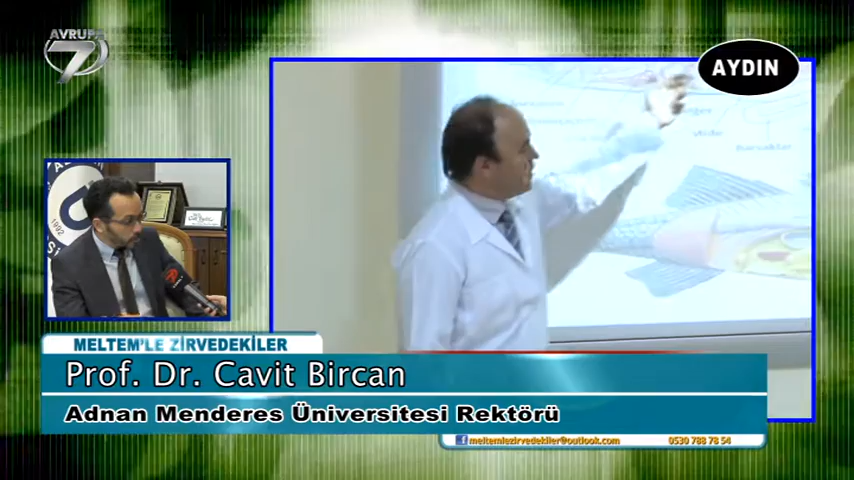 AVRUPA
7
AYDIN
1992
MELTEM'LE ZİRVEDEKİLER
Prof. Dr. Cavit Bircan
Adnan Menderes Üniversitesi Rektörü
meltemlezirvedekiler@outlook.com
0530 788 78 54